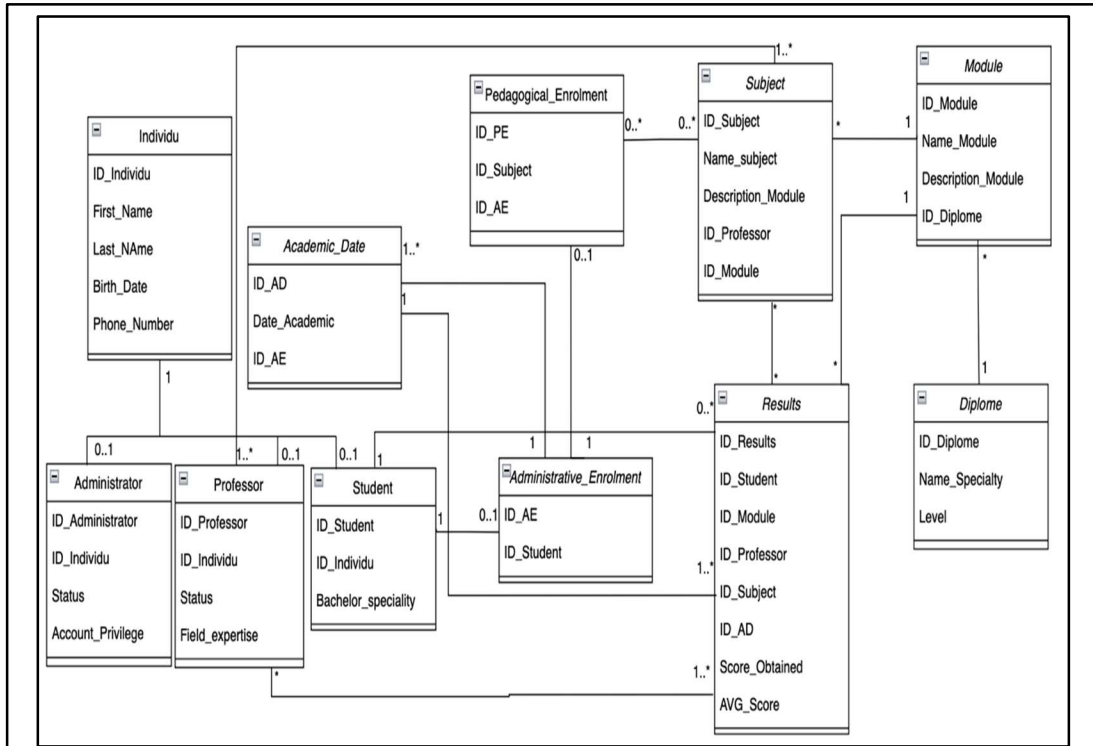 Individu
ID_Individu
First_Name
Last_NAme
Birth_Date
Phone_Number
1
Academic_Date
ID_AD
Date_Academic
ID_AE
1..*
1
Pedagogical_Enrolment
ID_PE
ID_Subject
ID_AE
0..*
0..*
0..1
1..*
Subject
ID_Subject
Name_subject
Description_Module
ID_Professor
ID_Module
*
1
*
Module
ID_Module
Name_Module
Description_Module
ID_Diplome
1
*
*
1
Diplome
ID_Diplome
Name_Specialty
Level
0..1
Administrator
ID_Administrator
ID_Individu
Status
Account_Privilege
1..*
0..1
Professor
ID_Professor
ID_Individu
Status
Field_expertise
*
0..1
1
Student
ID_Student
ID_Individu
Bachelor_speciality
1
0..1
1
1
Administrative_Enrolment
ID_AE
ID_Student
0..*
*
Results
ID_Results
ID_Student
ID_Module
ID_Professor
ID_Subject
ID_AD
Score_Obtained
AVG_Score
1..*
1..*